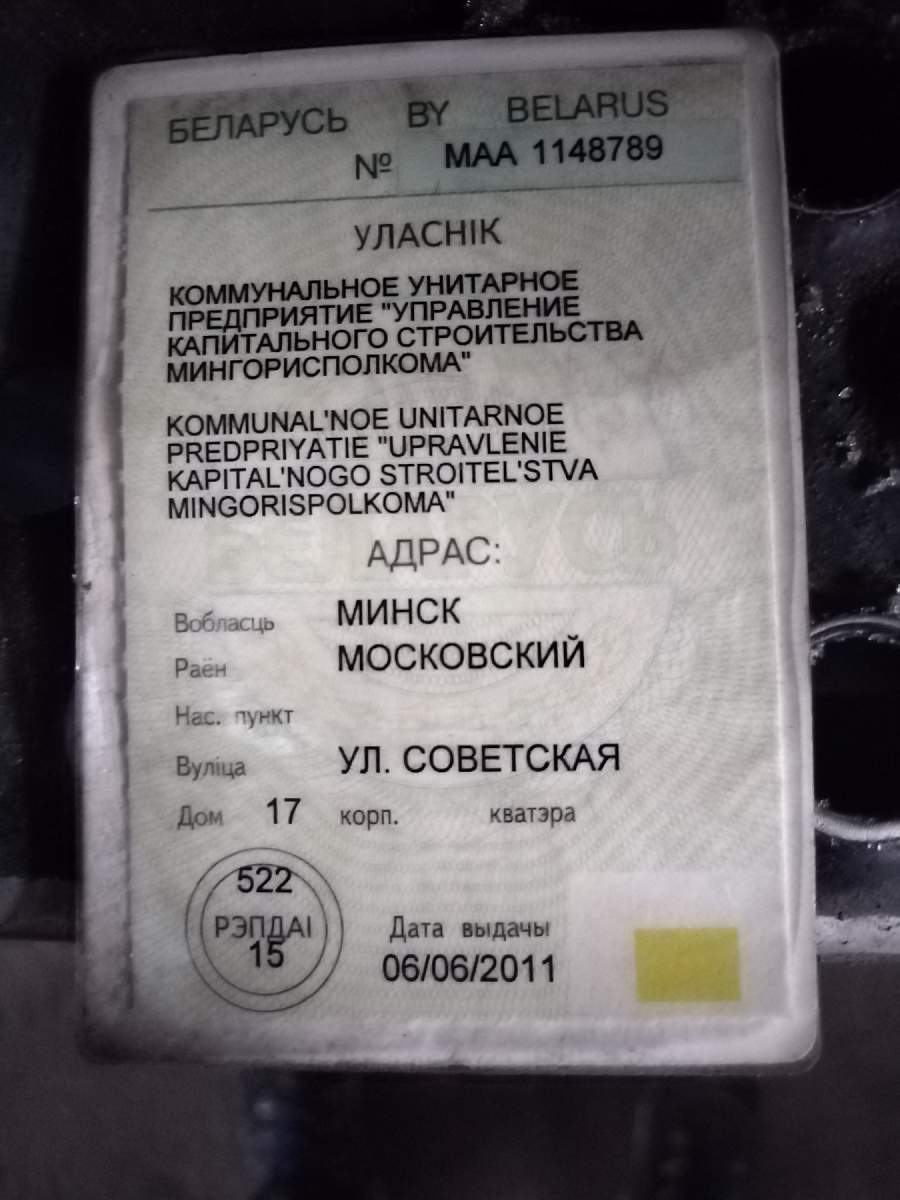 БЕЛАРУСЬ BY BELARUS
№ МАА 1148789
УЛАСНІК
КОММУНАЛЬНОЕ УНИТАРНОЕ
ПРЕДПРИЯТИЕ "УПРАВЛЕНИЕ
КАПИТАЛЬНОГО СТРОИТЕЛЬСТВА
МИНГОРИСПОЛКОМА"
KOMMUNAL'NOE UNITARNOE
PREDPRIYATIE "UPRAVLENIE
KAPITAL'NOGO STROITEL'STVA
MINGORISPOLKOMA"
АДРАС:
Вобласць МИНСК
Раён МОСКОВСКИЙ
Нас. пункт
Вуліца УЛ. СОВЕТСКАЯ
Дом 17 корп. кватэра
522
РЭПДАІ
15
Дата выдачы
06/06/2011